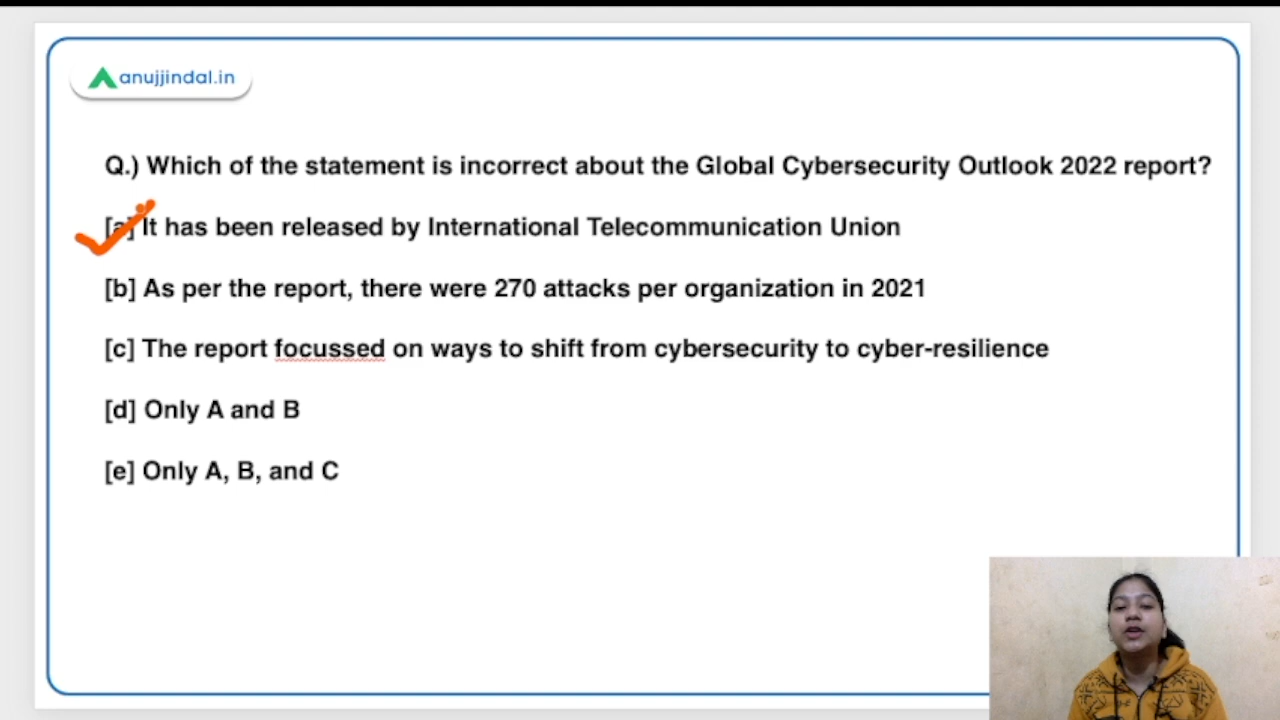 anujjindal.in
Q.) Which of the statement is incorrect about the Global Cybersecurity Outlook 2022 report?
[a] It has been released by International Telecommunication Union
[b] As per the report, there were 270 attacks per organization in 2021
[c] The report focussed on ways to shift from cybersecurity to cyber-resilience
[d] Only A and B
[e] Only A, B, and C